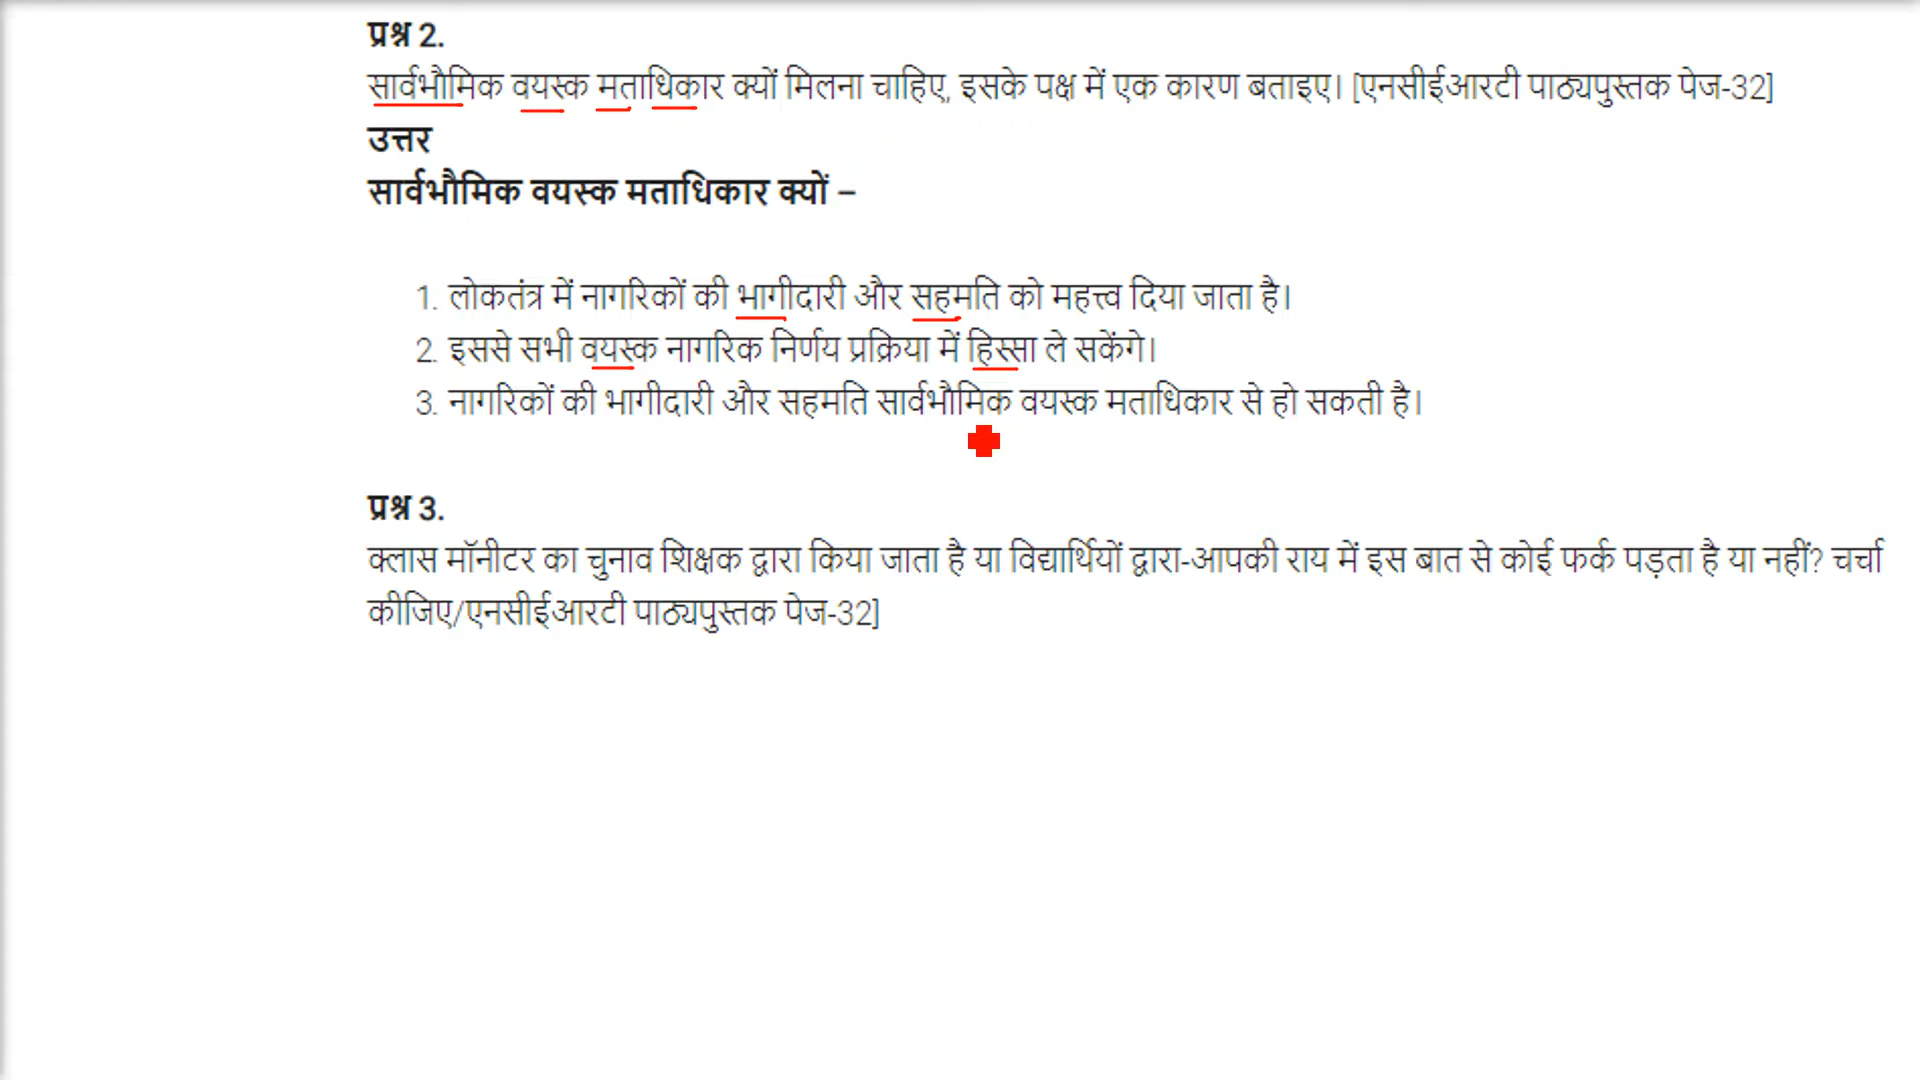 प्रश्न 2.
सार्वभौमिक वयस्क मताधिकार क्यों मिलना चाहिए, इसके पक्ष में एक कारण बताइए। [एनसीईआरटी पाठ्यपुस्तक पेज-32]
उत्तर
सार्वभौमिक वयस्क मताधिकार क्यों –
1. लोकतंत्र में नागरिकों की भागीदारी और सहमति को महत्त्व दिया जाता है।
2. इससे सभी वयस्क नागरिक निर्णय प्रक्रिया में हिस्सा ले सकेंगे।
3. नागरिकों की भागीदारी और सहमति सार्वभौमिक वयस्क मताधिकार से हो सकती है।
प्रश्न 3.
क्लास मॉनीटर का चुनाव शिक्षक द्वारा किया जाता है या विद्यार्थियों द्वारा-आपकी राय में इस बात से कोई फर्क पड़ता है या नहीं? चर्चा
कीजिए/एनसीईआरटी पाठ्यपुस्तक पेज-32]